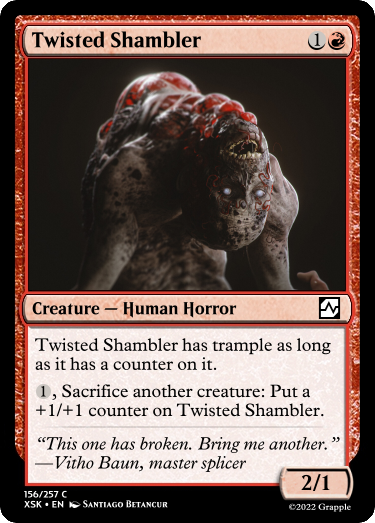 Twisted Shambler 1
Creature — Human Horror
Twisted Shambler has trample as long
as it has a counter on it.
1, Sacrifice another creature: Put a
+1/+1 counter on Twisted Shambler.
“This one has broken. Bring me another.”
—Vitho Baun, master splicer
2/1
156/257 C
XSK • EN Santiago Betancur
©2022 Grapple